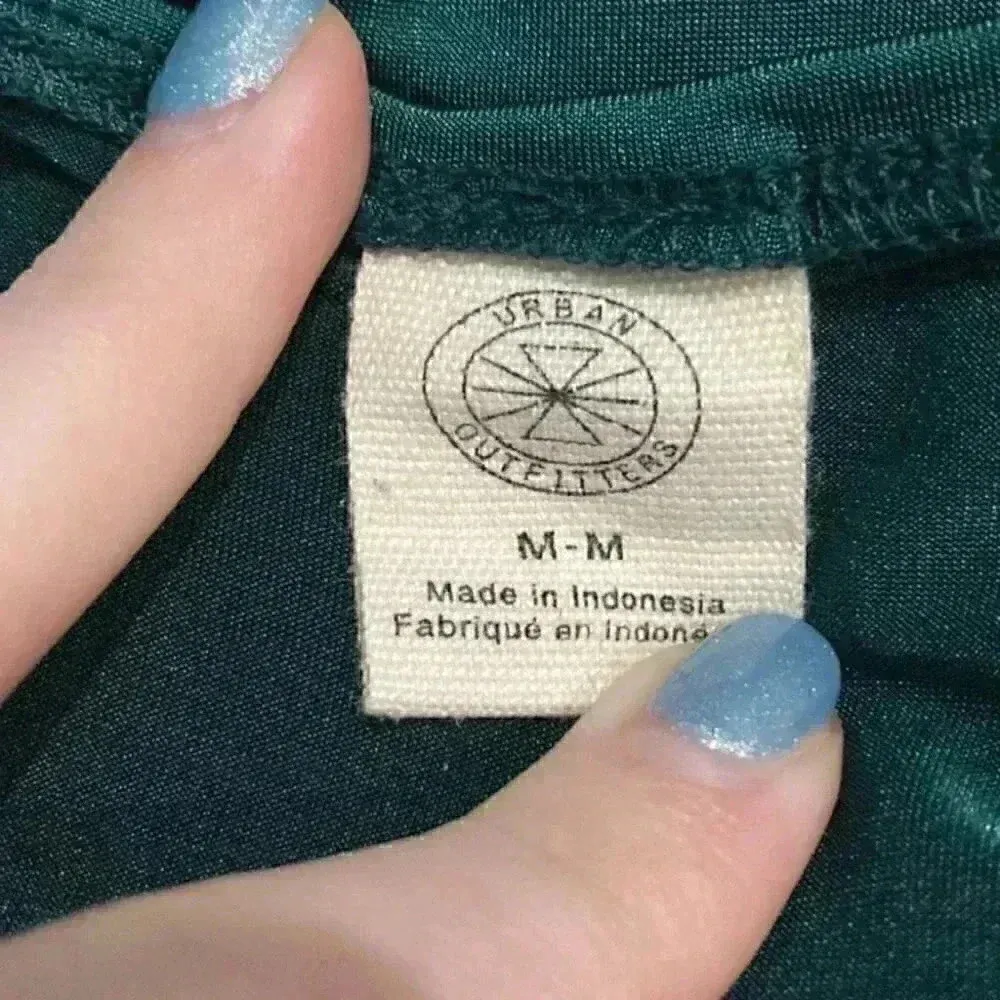 URBAN
OUTFITTERS
M-M
Made in Indonesia
Fabriqué en